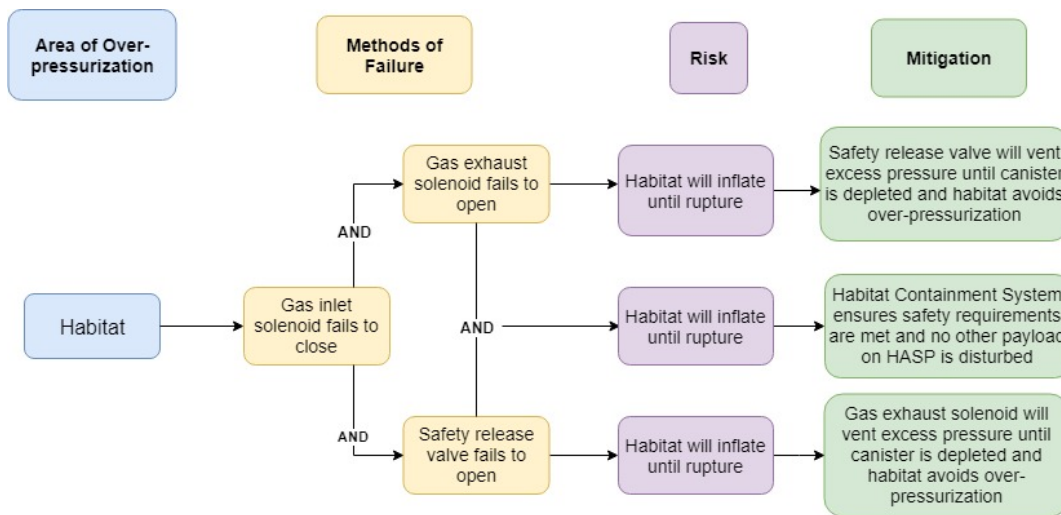 Area of Over-
pressurization
Methods of
Failure
Risk
Mitigation
Gas exhaust
solenoid fails to
open
Habitat will inflate
until rupture
Safety release valve will vent
excess pressure until canister
is depleted and habitat avoids
over-pressurization
AND
Habitat
Gas inlet
solenoid fails to
close
AND
Habitat will inflate
until rupture
Habitat Containment System
ensures safety requirements
are met and no other payload
on HASP is disturbed
AND
Safety release
valve fails to
open
Habitat will inflate
until rupture
Gas exhaust solenoid will
vent excess pressure until
canister is depleted and
habitat avoids over-
pressurization